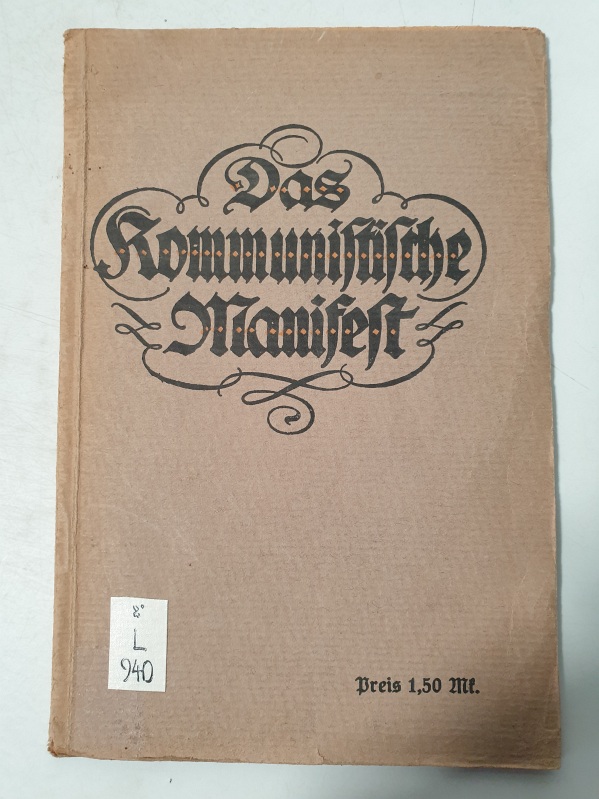 Das
Kommunistische
Manifest
8°
L
940
Preis 1,50 Mk.